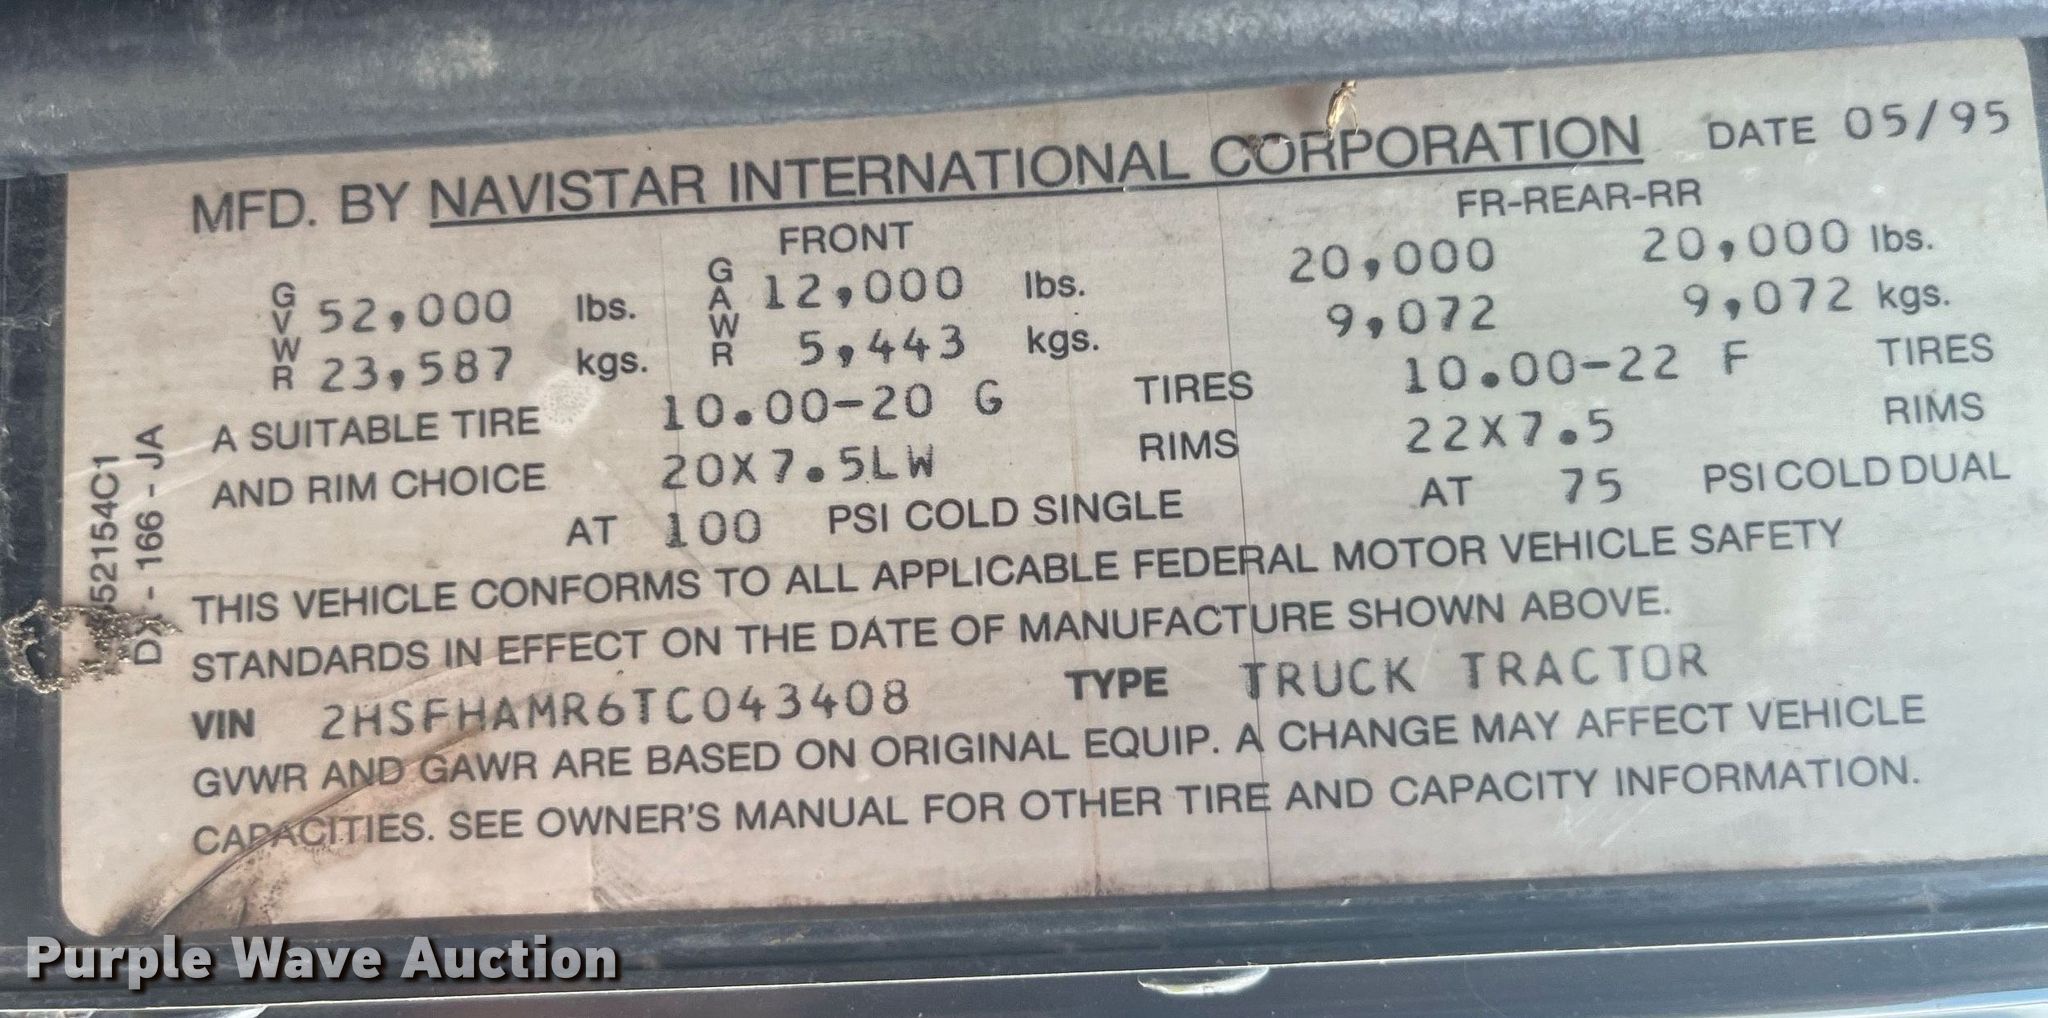 MFD. BY NAVISTAR INTERNATIONAL CORPORATION DATE 05/95
FRONT FR-REAR-RR
GVWR 52,000 lbs. GAWR 12,000 lbs. 20,000 20,000 lbs.
23,587 kgs. 5,443 kgs. 9,072 9,072 kgs.
A SUITABLE TIRE 10.00-20 G TIRES 10.00-22 F TIRES
AND RIM CHOICE 20X7.5LW RIMS 22X7.5 RIMS
AT 100 PSI COLD SINGLE AT 75 PSI COLD DUAL
THIS VEHICLE CONFORMS TO ALL APPLICABLE FEDERAL MOTOR VEHICLE SAFETY
STANDARDS IN EFFECT ON THE DATE OF MANUFACTURE SHOWN ABOVE.
VIN 2HSFHAMR6TC043408 TYPE TRUCK TRACTOR
GVWR AND GAWR ARE BASED ON ORIGINAL EQUIP. A CHANGE MAY AFFECT VEHICLE
CAPACITIES. SEE OWNER'S MANUAL FOR OTHER TIRE AND CAPACITY INFORMATION.
166 - JA
Purple Wave Auction